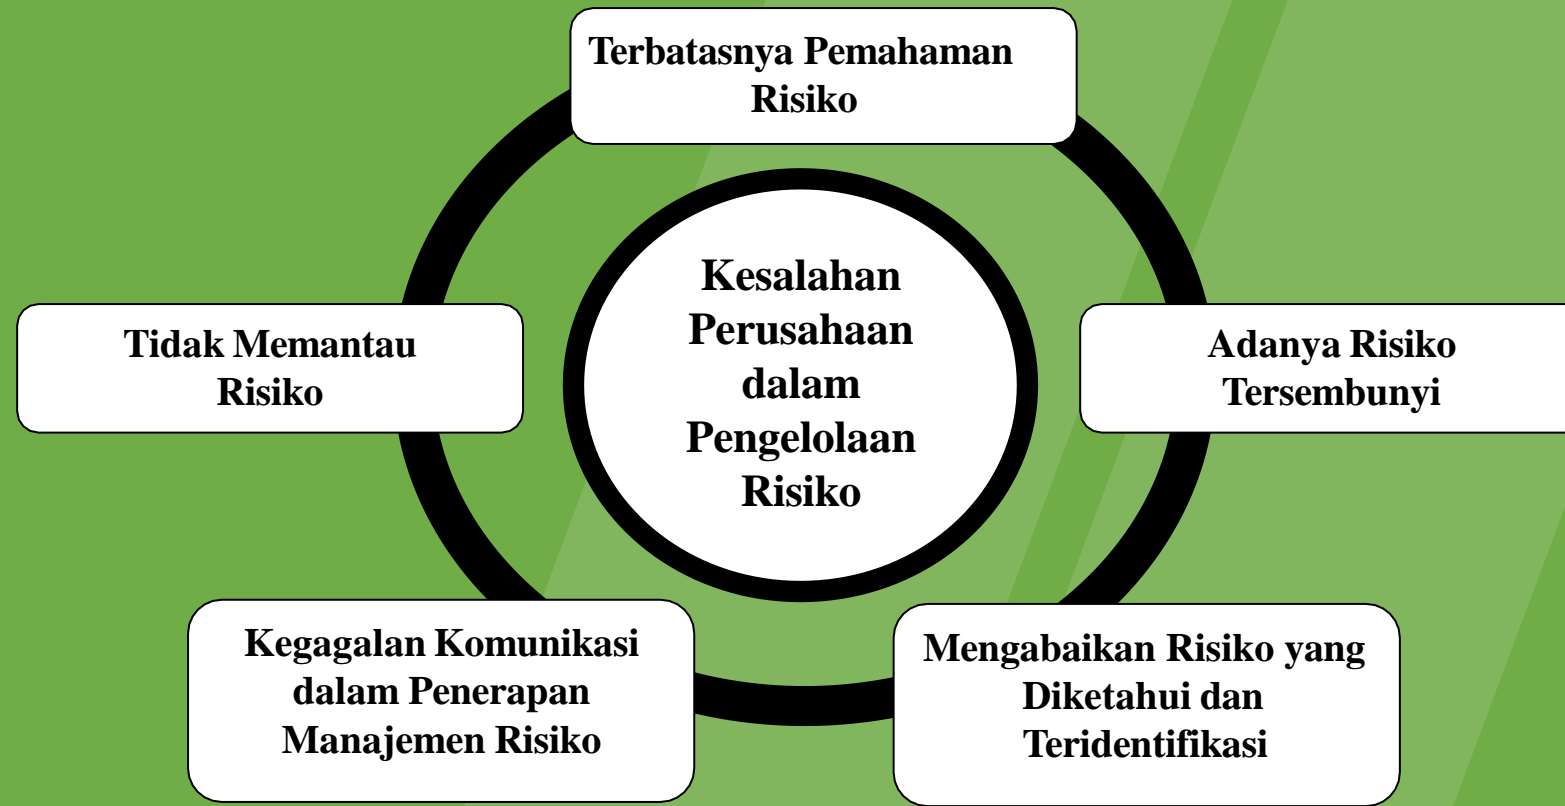 Terbatasnya Pemahaman
Risiko
Kesalahan
Perusahaan
dalam
Pengelolaan
Risiko
Tidak Memantau
Risiko
Adanya Risiko
Tersembunyi
Kegagalan Komunikasi
dalam Penerapan
Manajemen Risiko
Mengabaikan Risiko yang
Diketahui dan
Teridentifikasi